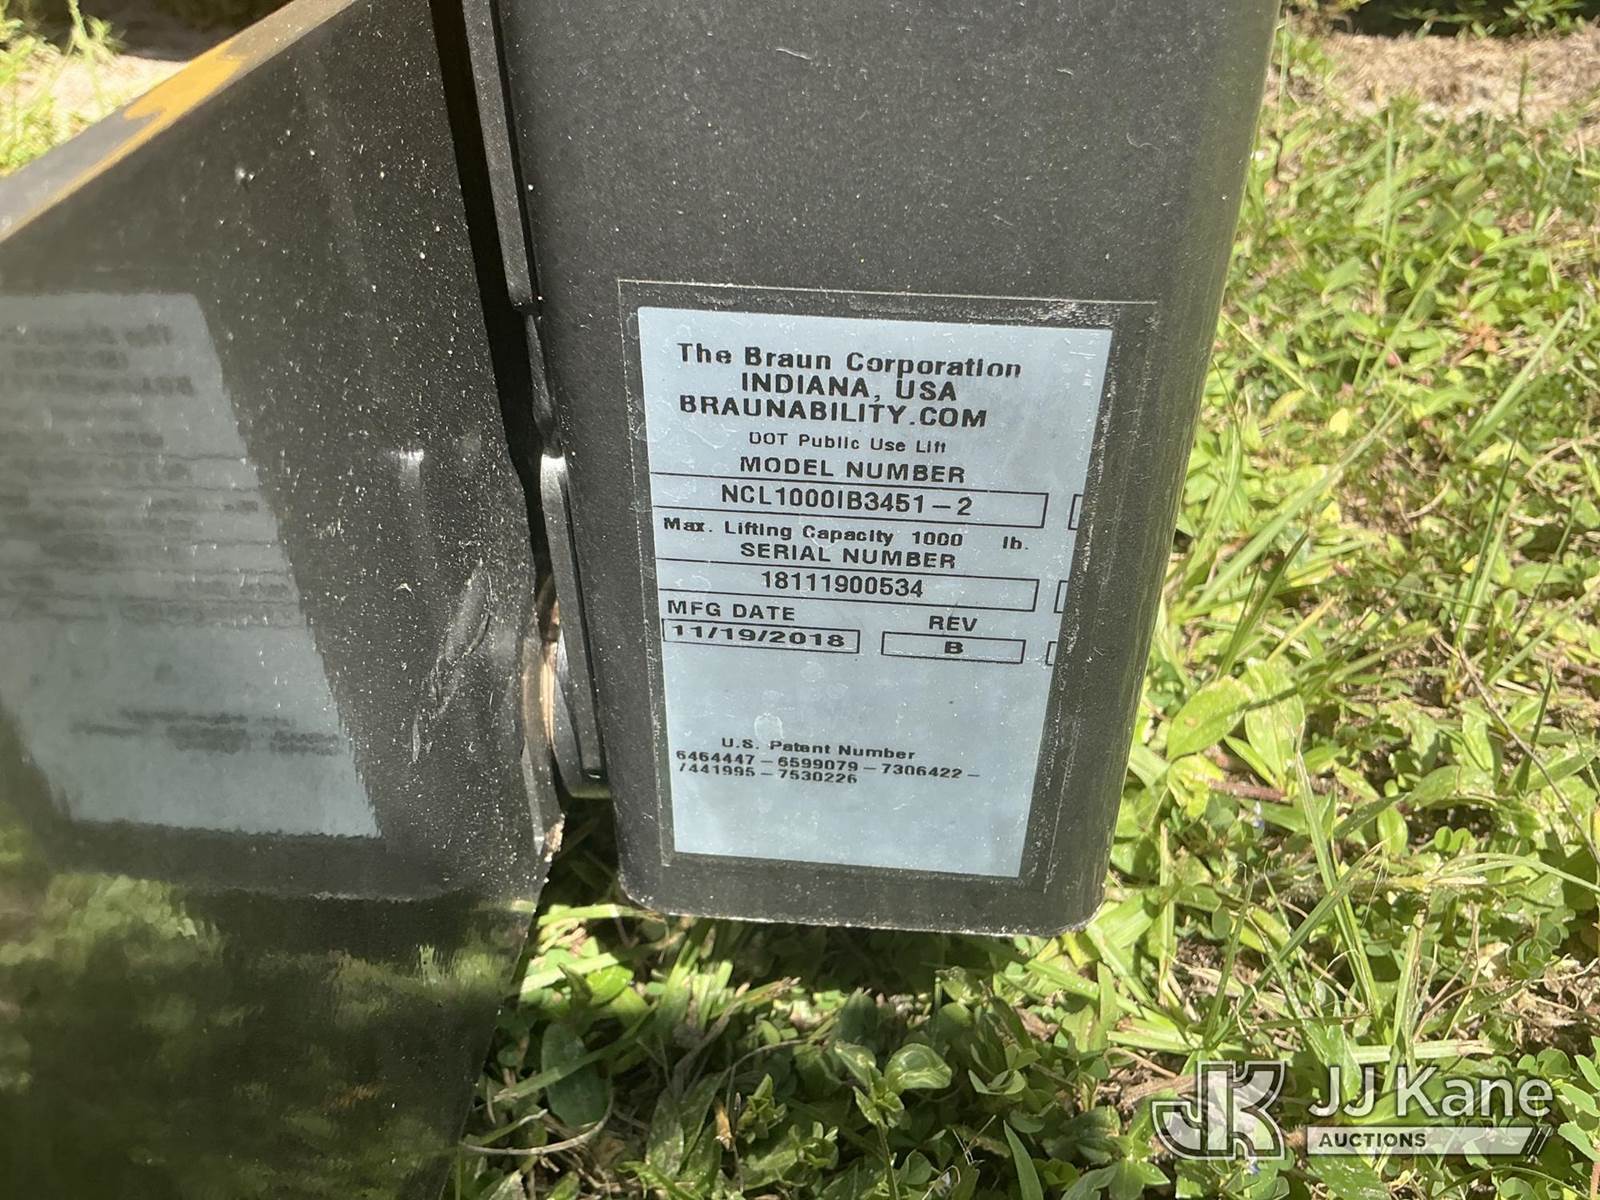 The Braun Corporation
INDIANA, USA
BRAUNABILITY.COM
DOT Public Use Lift
MODEL NUMBER
NCL1000IB3451-2
Max. Lifting Capacity 1000 lb.
SERIAL NUMBER
18111900534
MFG DATE REV
11/19/2018 B
U.S. Patent Number
6464447-6599079-7306422-
7441995-7530226
JK JJ Kane
AUCTIONS